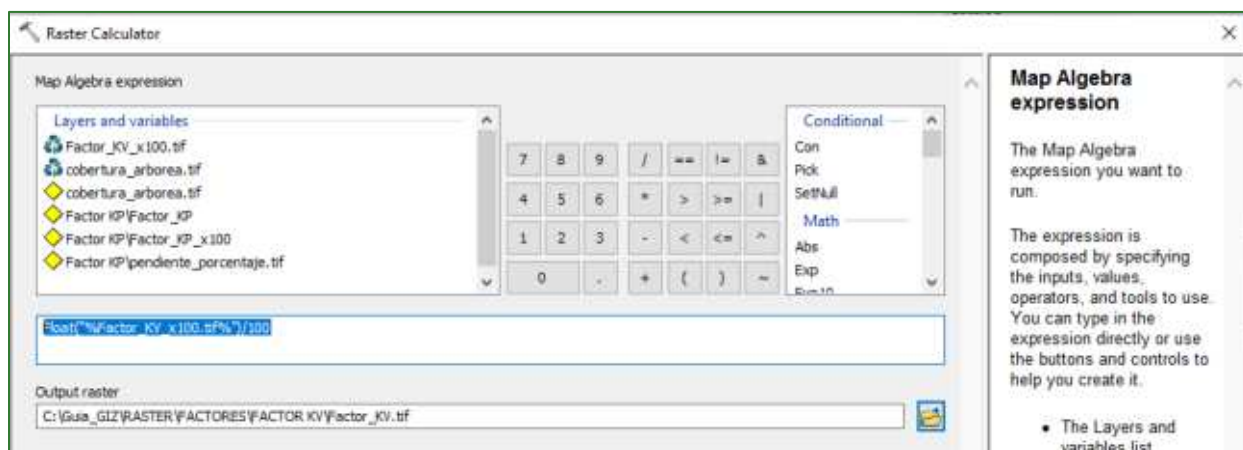 Raster Calculator
Map Algebra expression
Layers and variables
Factor_KV_x100.tif
cobertura_arborea.tif
cobertura_arborea.tif
Factor KP\Factor_KP
Factor KP\Factor_KP_x100
Factor KP\pendiente_porcentaje.tif
7 8 9 / == != &
4 5 6 * > >= |
1 2 3 - < <= ^
0 . + ( ) ~
Conditional
Con
Pick
SetNull
Math
Abs
Exp
Float("%Factor_KV_x100.tif%")/100
Output raster
C:\Guia_GIZ\RASTER\FACTORES\FACTOR KV\Factor_KV.tif
Map Algebra
expression
The Map Algebra
expression you want to
run.
The expression is
composed by specifying
the inputs, values,
operators, and tools to use.
You can type in the
expression directly or use
the buttons and controls to
help you create it.
• The Layers and
variables list